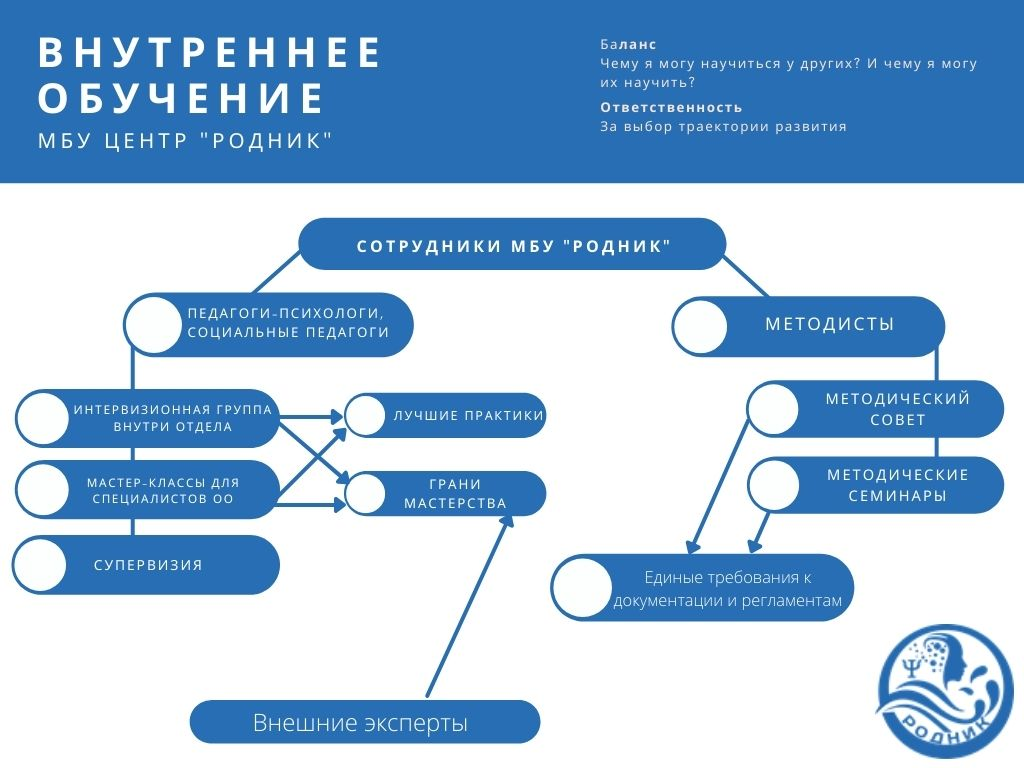 ВНУТРЕННЕЕ
ОБУЧЕНИЕ
МБУ ЦЕНТР "РОДНИК"
Баланс
Чему я могу научиться у других? И чему я могу
их научить?
Ответственность
За выбор траектории развития
СОТРУДНИКИ МБУ "РОДНИК"
ПЕДАГОГИ-ПСИХОЛОГИ,
СОЦИАЛЬНЫЕ ПЕДАГОГИ
МЕТОДИСТЫ
ИНТЕРВИЗИОННАЯ ГРУППА
ВНУТРИ ОТДЕЛА
ЛУЧШИЕ ПРАКТИКИ
МЕТОДИЧЕСКИЙ
СОВЕТ
МАСТЕР-КЛАССЫ ДЛЯ
СПЕЦИАЛИСТОВ ОО
ГРАНИ
МАСТЕРСТВА
МЕТОДИЧЕСКИЕ
СЕМИНАРЫ
СУПЕРВИЗИЯ
Единые требования к
документации и регламентам
Внешние эксперты
Ψ
РОДНИК